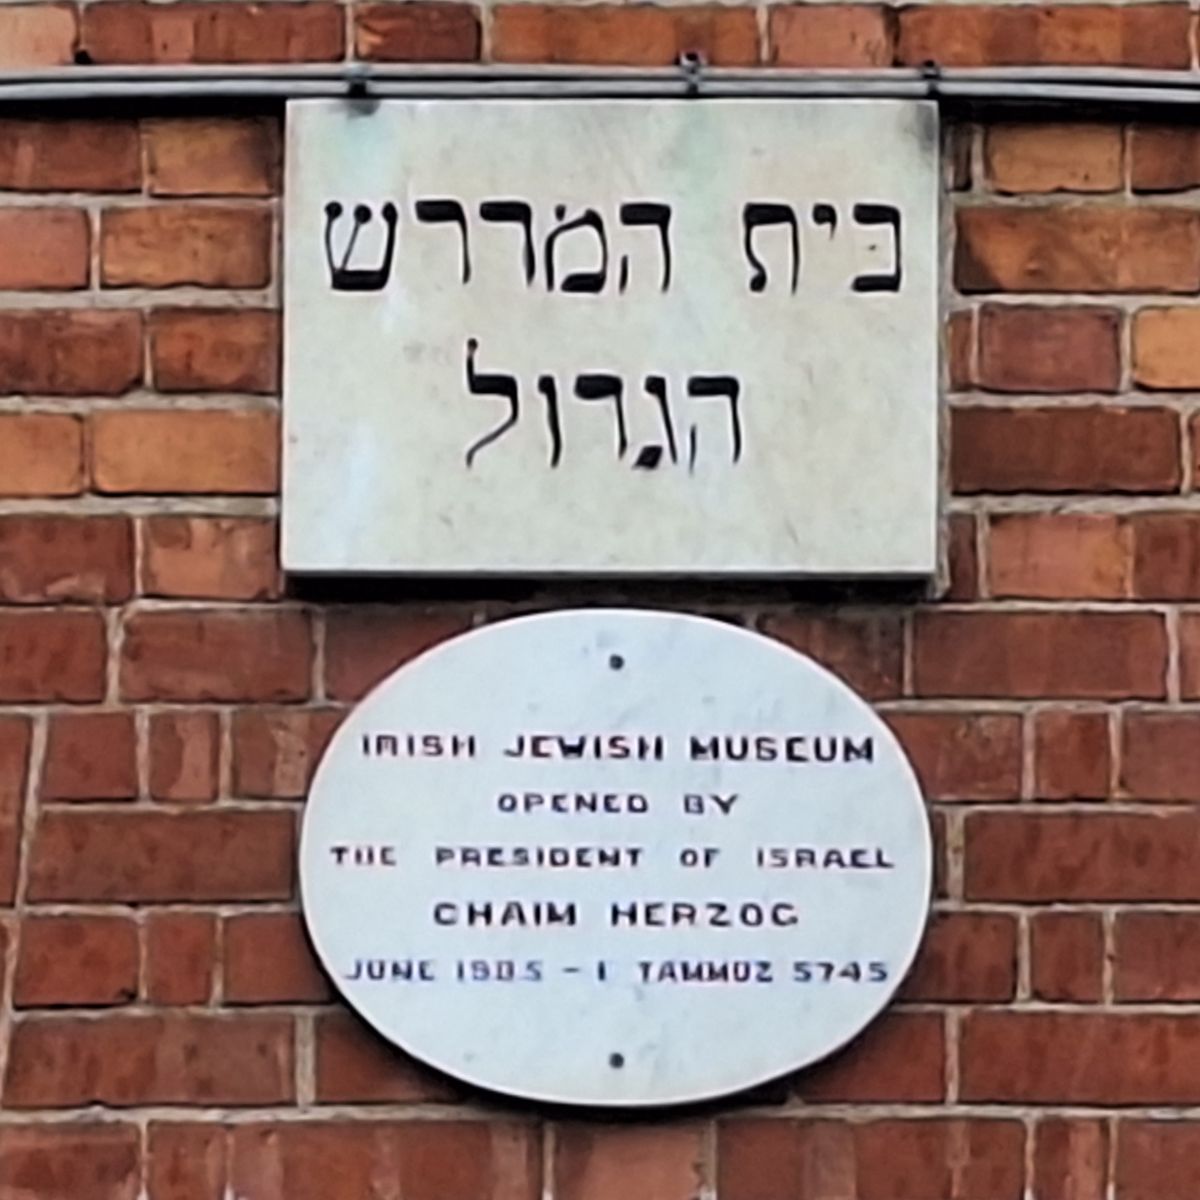 בית המדרש
הגדול
IRISH JEWISH MUSEUM
OPENED BY
THE PRESIDENT OF ISRAEL
CHAIM HERZOG
JUNE 1985 - 1 TAMMUZ 5745